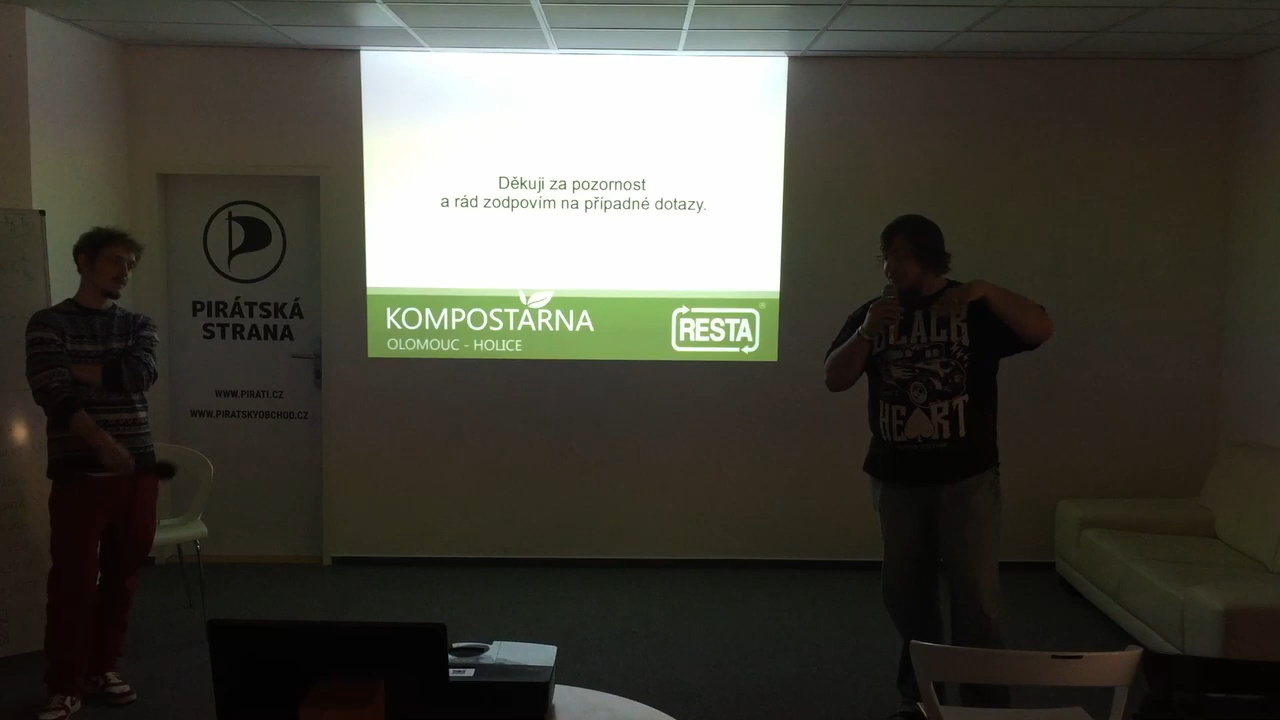 Děkuji za pozornost
a rád zodpovím na případné dotazy.
KOMPOSTÁRNA
OLOMOUC - HOLICE
RESTA
®
PIRÁTSKÁ
STRANA
WWW.PIRATI.CZ
WWW.PIRATSKYOBCHOD.CZ
BLACK
HEART